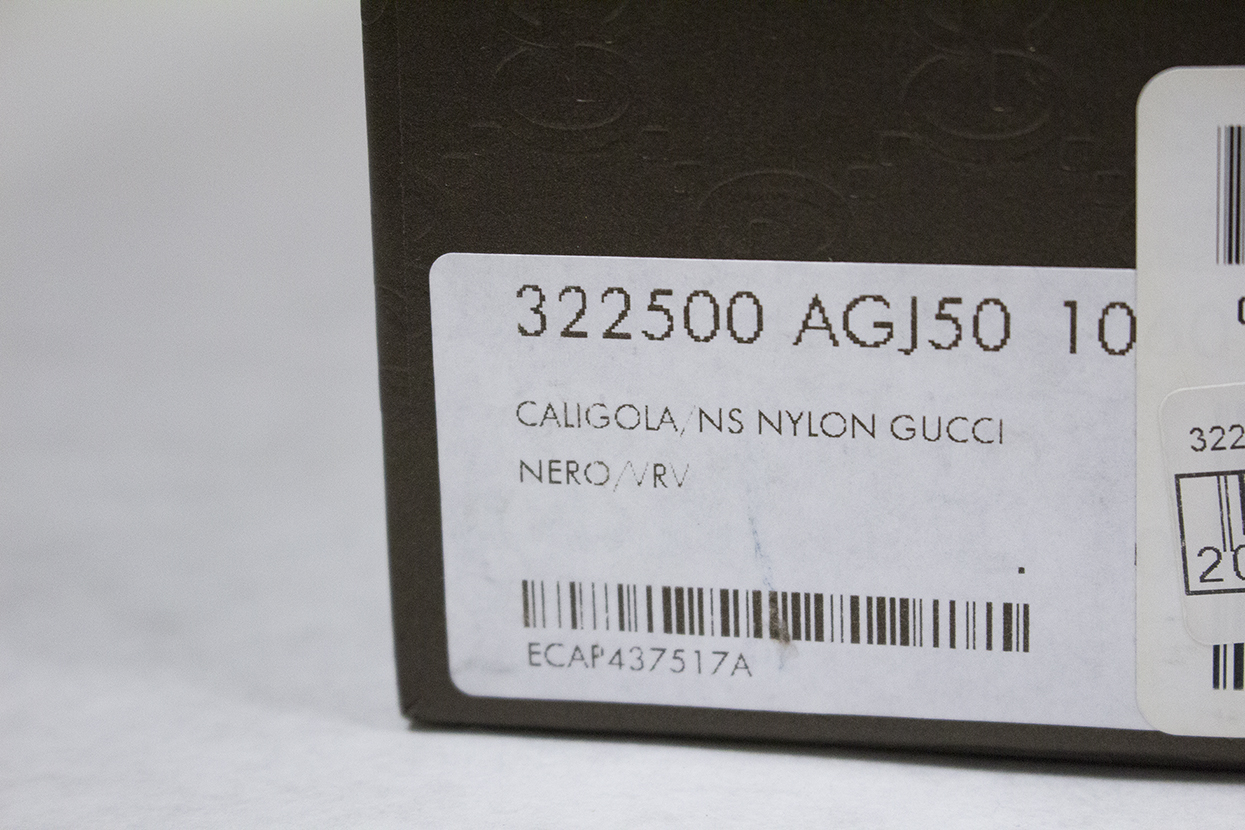 322500 AGJ50 10
CALIGOLA/NS NYLON GUCCI
NERO/VRV
ECAP437517A
322
20